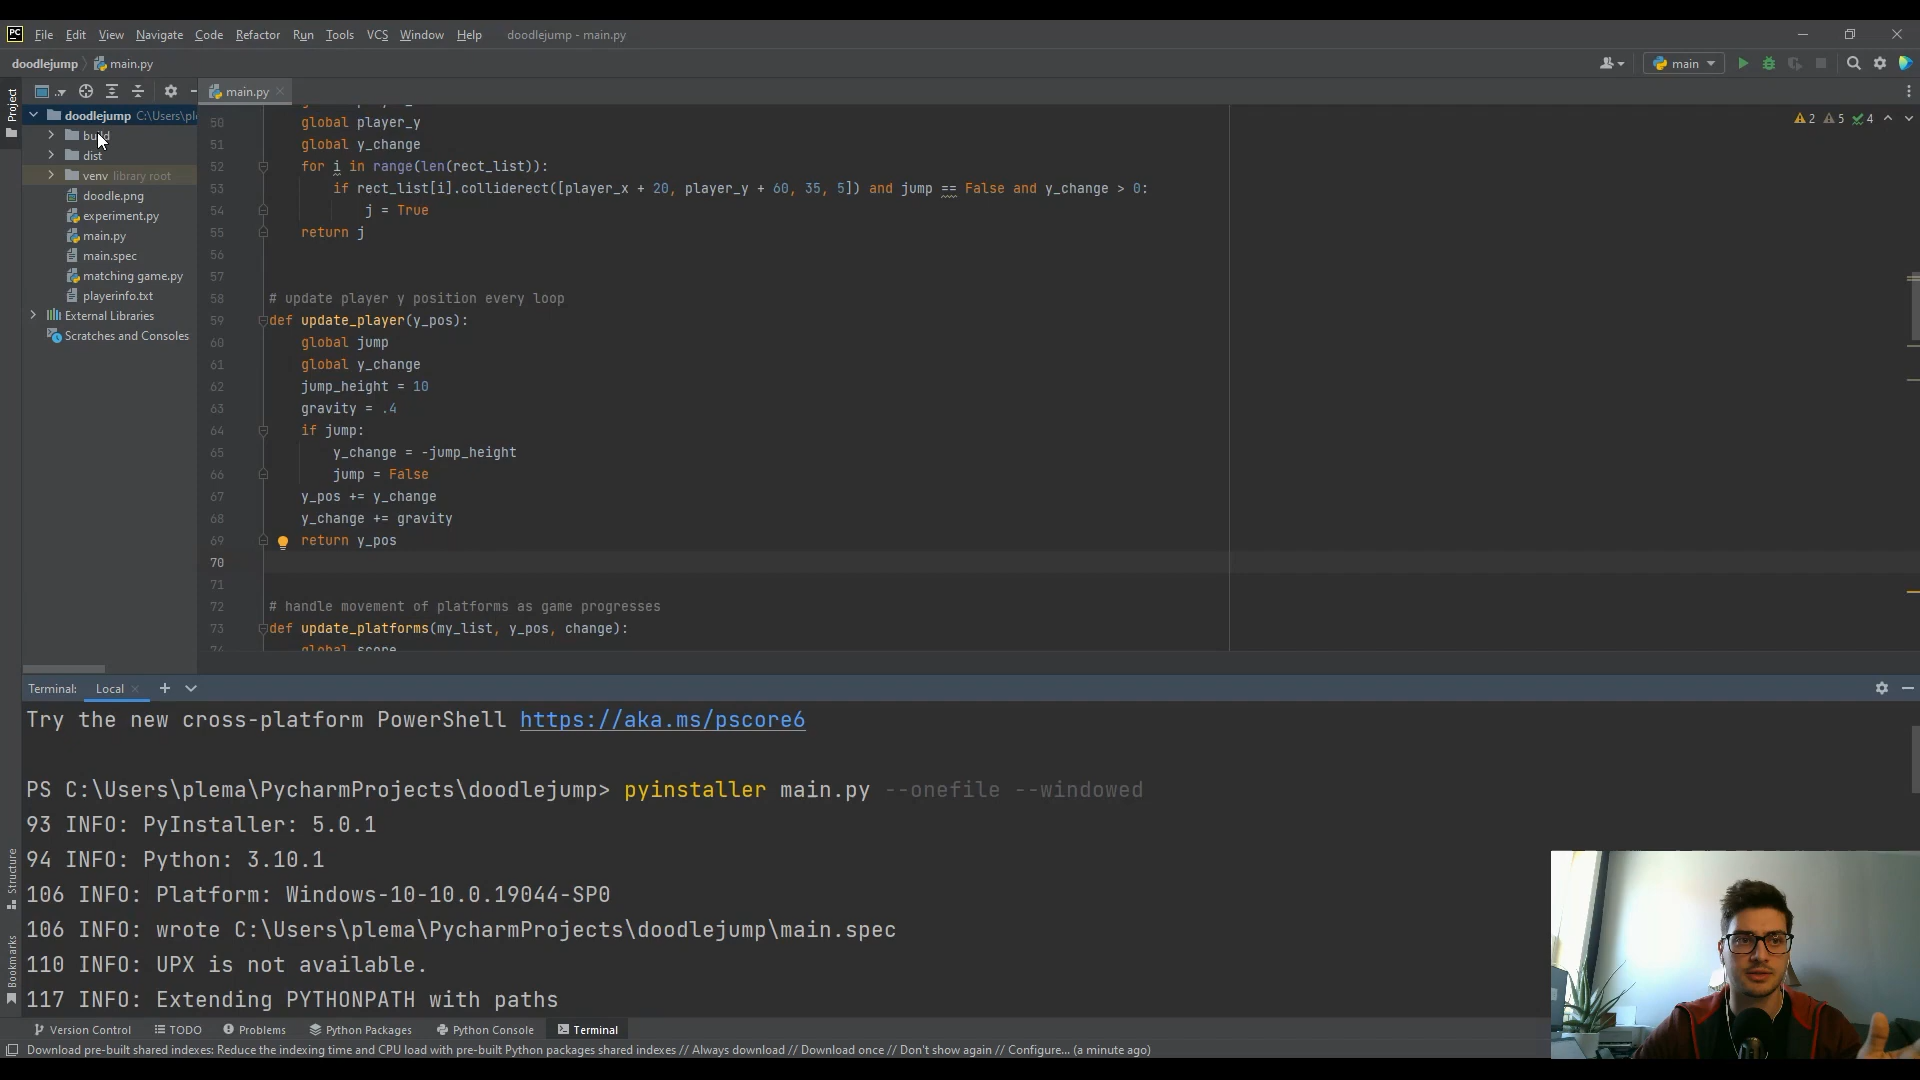 PC File Edit View Navigate Code Refactor Run Tools VCS Window Help doodlejump - main.py
doodlejump main.py
main
Project
main.py
doodlejump C:\Users\pl
build
dist
venv library root
doodle.png
experiment.py
main.py
main.spec
matching game.py
playerinfo.txt
External Libraries
Scratches and Consoles
2 5 4
50 global player_y
51 global y_change
52 for i in range(len(rect_list)):
53 if rect_list[i].colliderect([player_x + 20, player_y + 60, 35, 5]) and jump == False and y_change > 0:
54 j = True
55 return j
56
57
58 # update player y position every loop
59 def update_player(y_pos):
60 global jump
61 global y_change
62 jump_height = 10
63 gravity = .4
64 if jump:
65 y_change = -jump_height
66 jump = False
67 y_pos += y_change
68 y_change += gravity
69 return y_pos
70
71
72 # handle movement of platforms as game progresses
73 def update_platforms(my_list, y_pos, change):
74 global score
Terminal: Local
Try the new cross-platform PowerShell https://aka.ms/pscore6
PS C:\Users\plema\PycharmProjects\doodlejump> pyinstaller main.py --onefile --windowed
93 INFO: PyInstaller: 5.0.1
94 INFO: Python: 3.10.1
106 INFO: Platform: Windows-10-10.0.19044-SP0
106 INFO: wrote C:\Users\plema\PycharmProjects\doodlejump\main.spec
110 INFO: UPX is not available.
117 INFO: Extending PYTHONPATH with paths
Structure
Bookmarks
Version Control TODO Problems Python Packages Python Console Terminal
Download pre-built shared indexes: Reduce the indexing time and CPU load with pre-built Python packages shared indexes // Always download // Download once // Don't show again // Configure... (a minute ago)